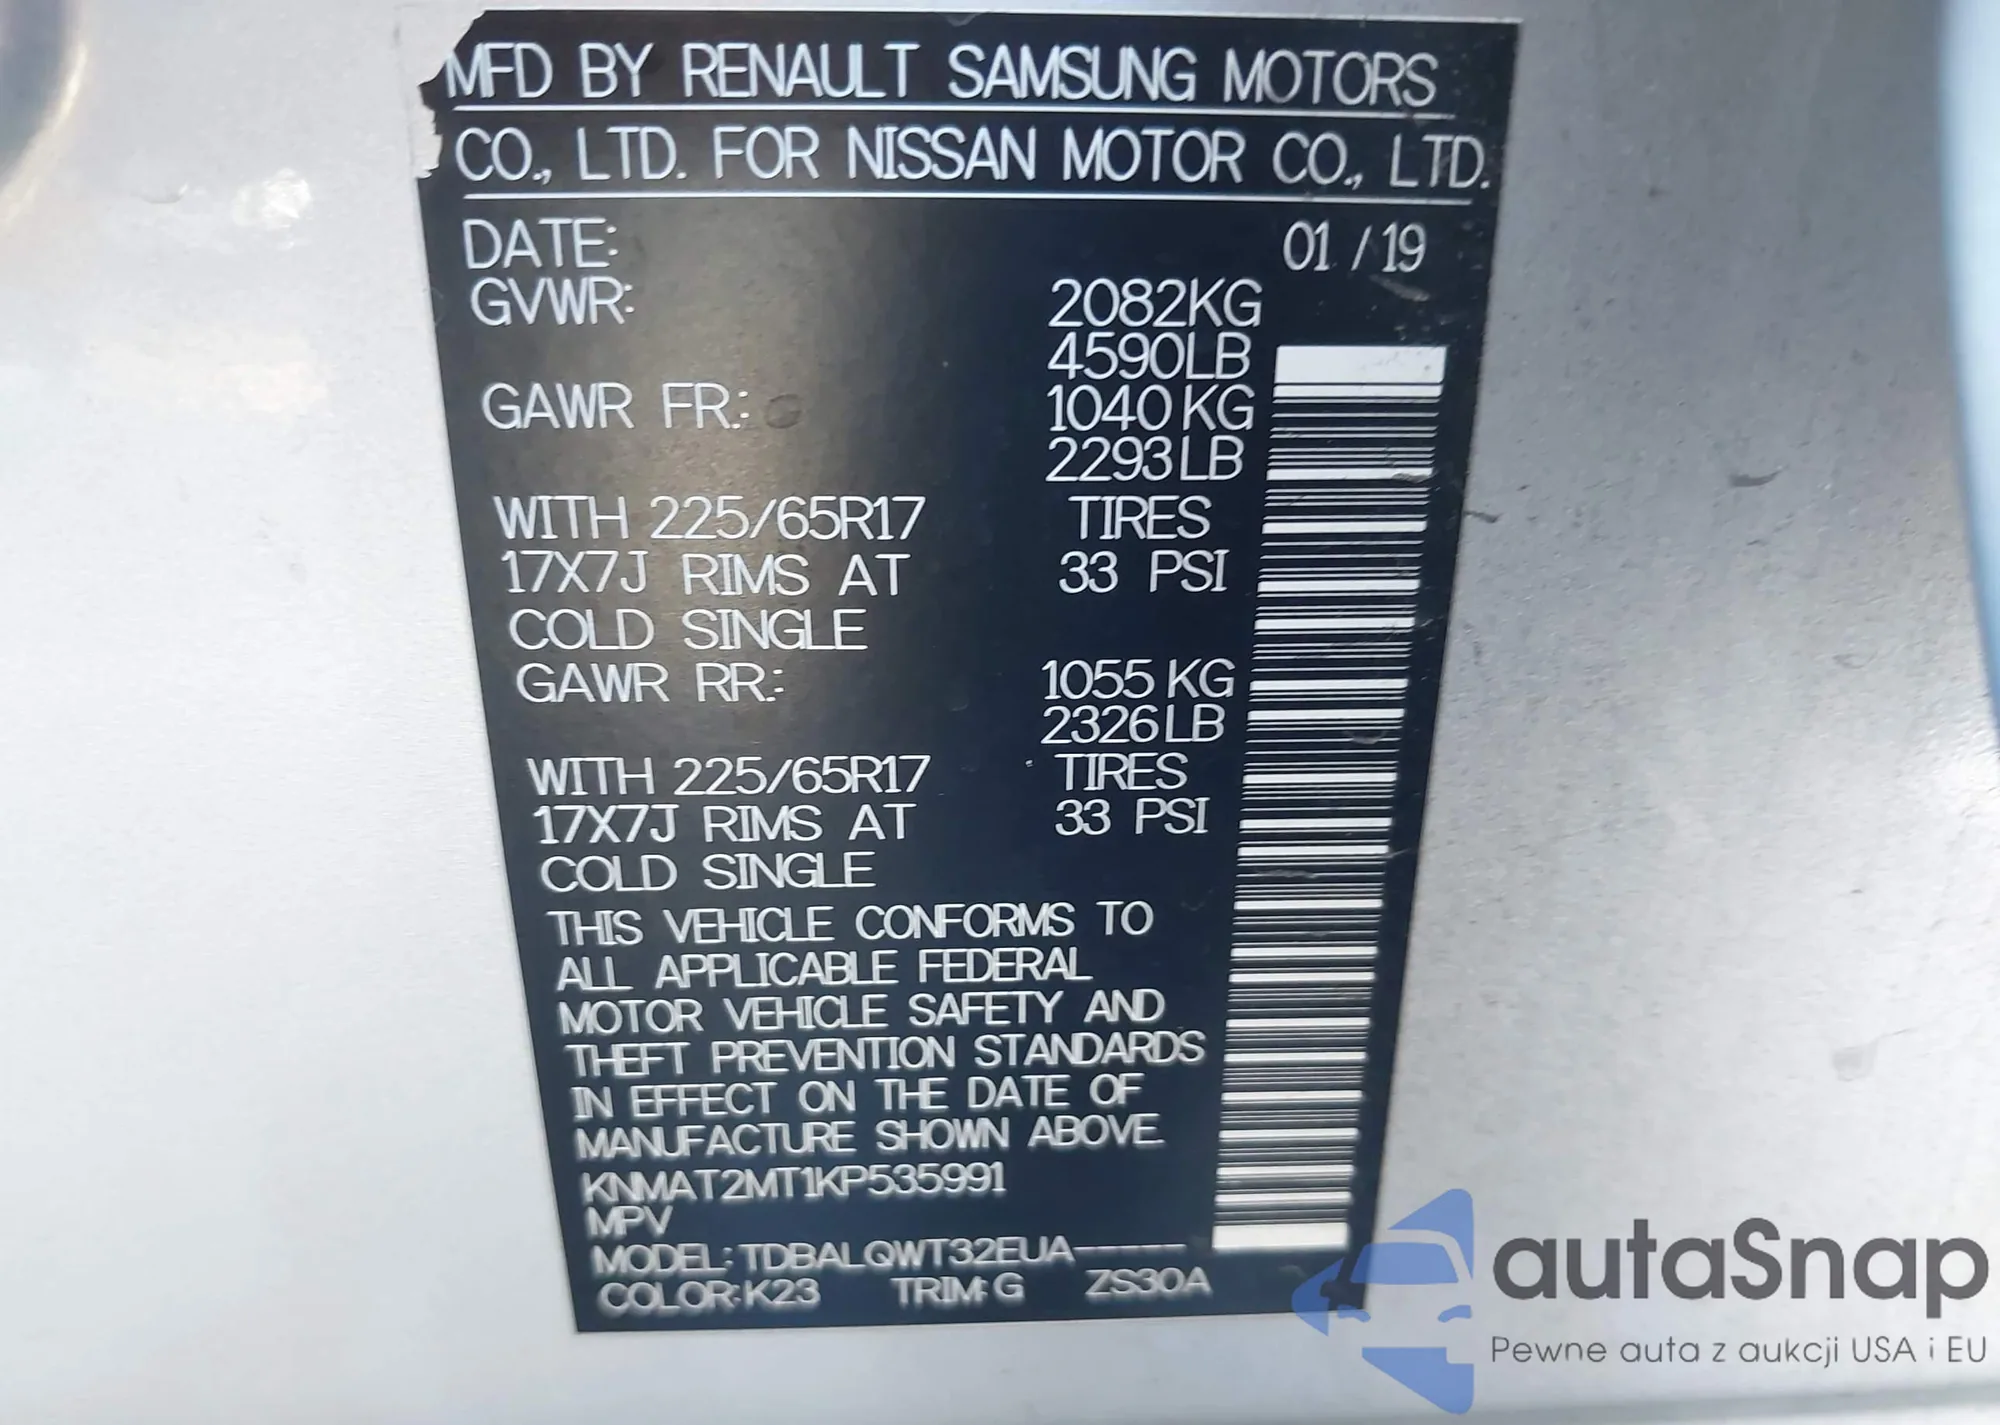 MFD BY RENAULT SAMSUNG MOTORS
CO., LTD. FOR NISSAN MOTOR CO., LTD.
DATE: 01 / 19
GVWR: 2082KG
4590LB
GAWR FR.: 1040 KG
2293LB
WITH 225/65R17 TIRES
17X7J RIMS AT 33 PSI
COLD SINGLE
GAWR RR.: 1055 KG
2326LB
WITH 225/65R17 TIRES
17X7J RIMS AT 33 PSI
COLD SINGLE
THIS VEHICLE CONFORMS TO
ALL APPLICABLE FEDERAL
MOTOR VEHICLE SAFETY AND
THEFT PREVENTION STANDARDS
IN EFFECT ON THE DATE OF
MANUFACTURE SHOWN ABOVE.
KNMAT2MT1KP535991
MPV
MODEL: TDBALQWT32EUA------
COLOR:K23 TRIM: G ZS30A
autaSnap
Pewne auta z aukcji USA i EU